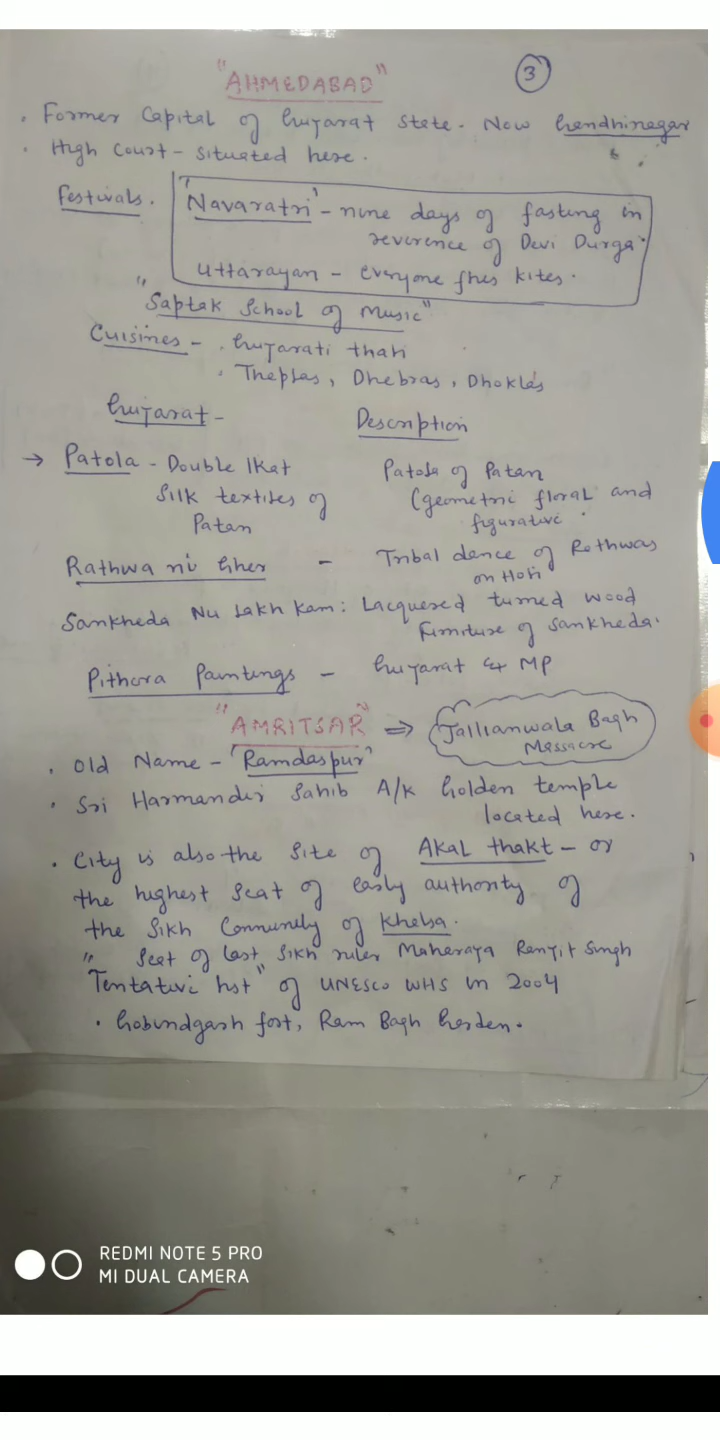 "AHMEDABAD" 3
. Former Capital of Gujarat State. Now Gandhinagar
. High Court - situated here.
Festivals. 'Navaratri' - nine days of fasting in
reverence of Devi Durga.
Uttarayan - everyone flies kites.
"Saptak School of Music"
Cuisines - . Gujarati thali
. Theplas, Dhebras, Dhoklas
Gujarat - Description
→ Patola - Double Ikat Patola of Patan
Silk textiles of (geometric floral and
Patan figurative
Rathwa ni Gher - Tribal dance of Rathwas
on Holi
Sankheda Nu Lakh Kam: Lacquered turned wood
furniture of Sankheda.
Pithora Paintings - Gujarat & MP
"AMRITSAR" ⇒ Jallianwala Bagh
Massacre
. Old Name - 'Ramdaspur'
. Sri Harmandir Sahib A/k Golden temple
located here.
. City is also the site of Akal thakt - or
the highest seat of early authority of
the Sikh Community of Khalsa.
" Seat of last Sikh ruler Maharaja Ranjit Singh
Tentative list" of UNESCO WHS in 2004
. Gobindgarh fort, Ram Bagh Garden.
REDMI NOTE 5 PRO
MI DUAL CAMERA